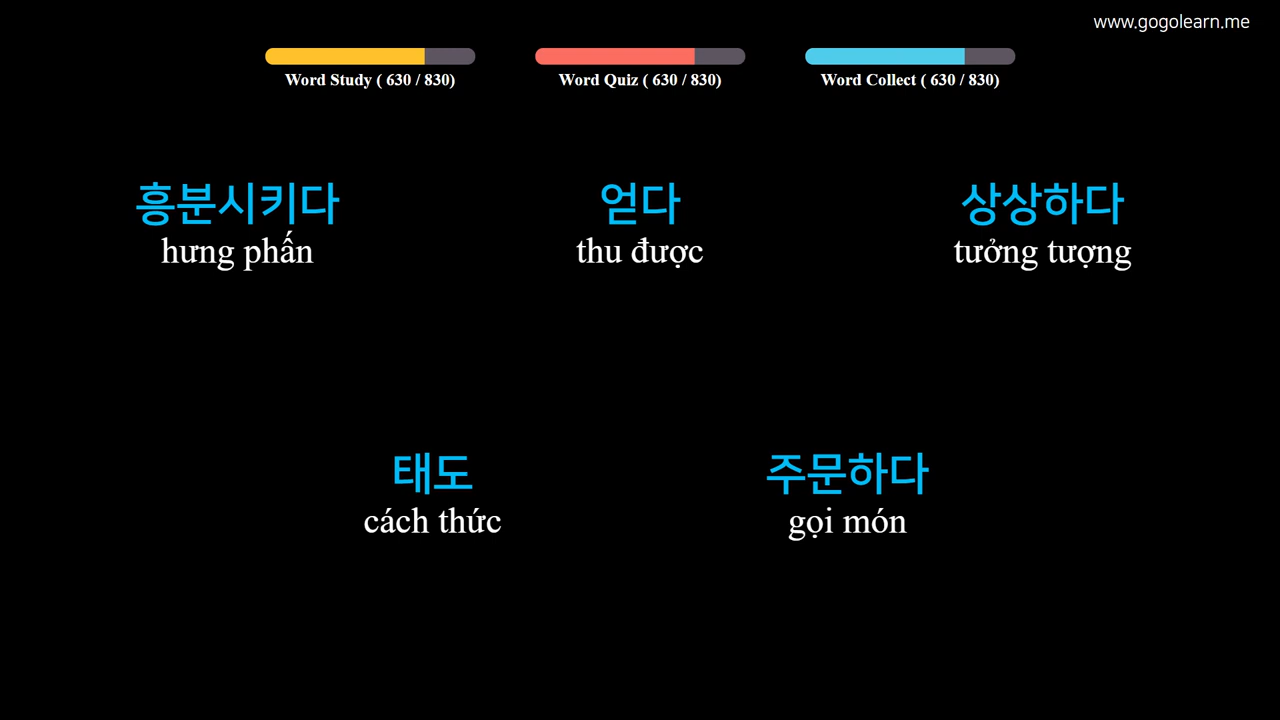 www.gogolearn.me
Word Study ( 630 / 830)
Word Quiz ( 630 / 830)
Word Collect ( 630 / 830)
흥분시키다
hưng phấn
얻다
thu được
상상하다
tưởng tượng
태도
cách thức
주문하다
gọi món